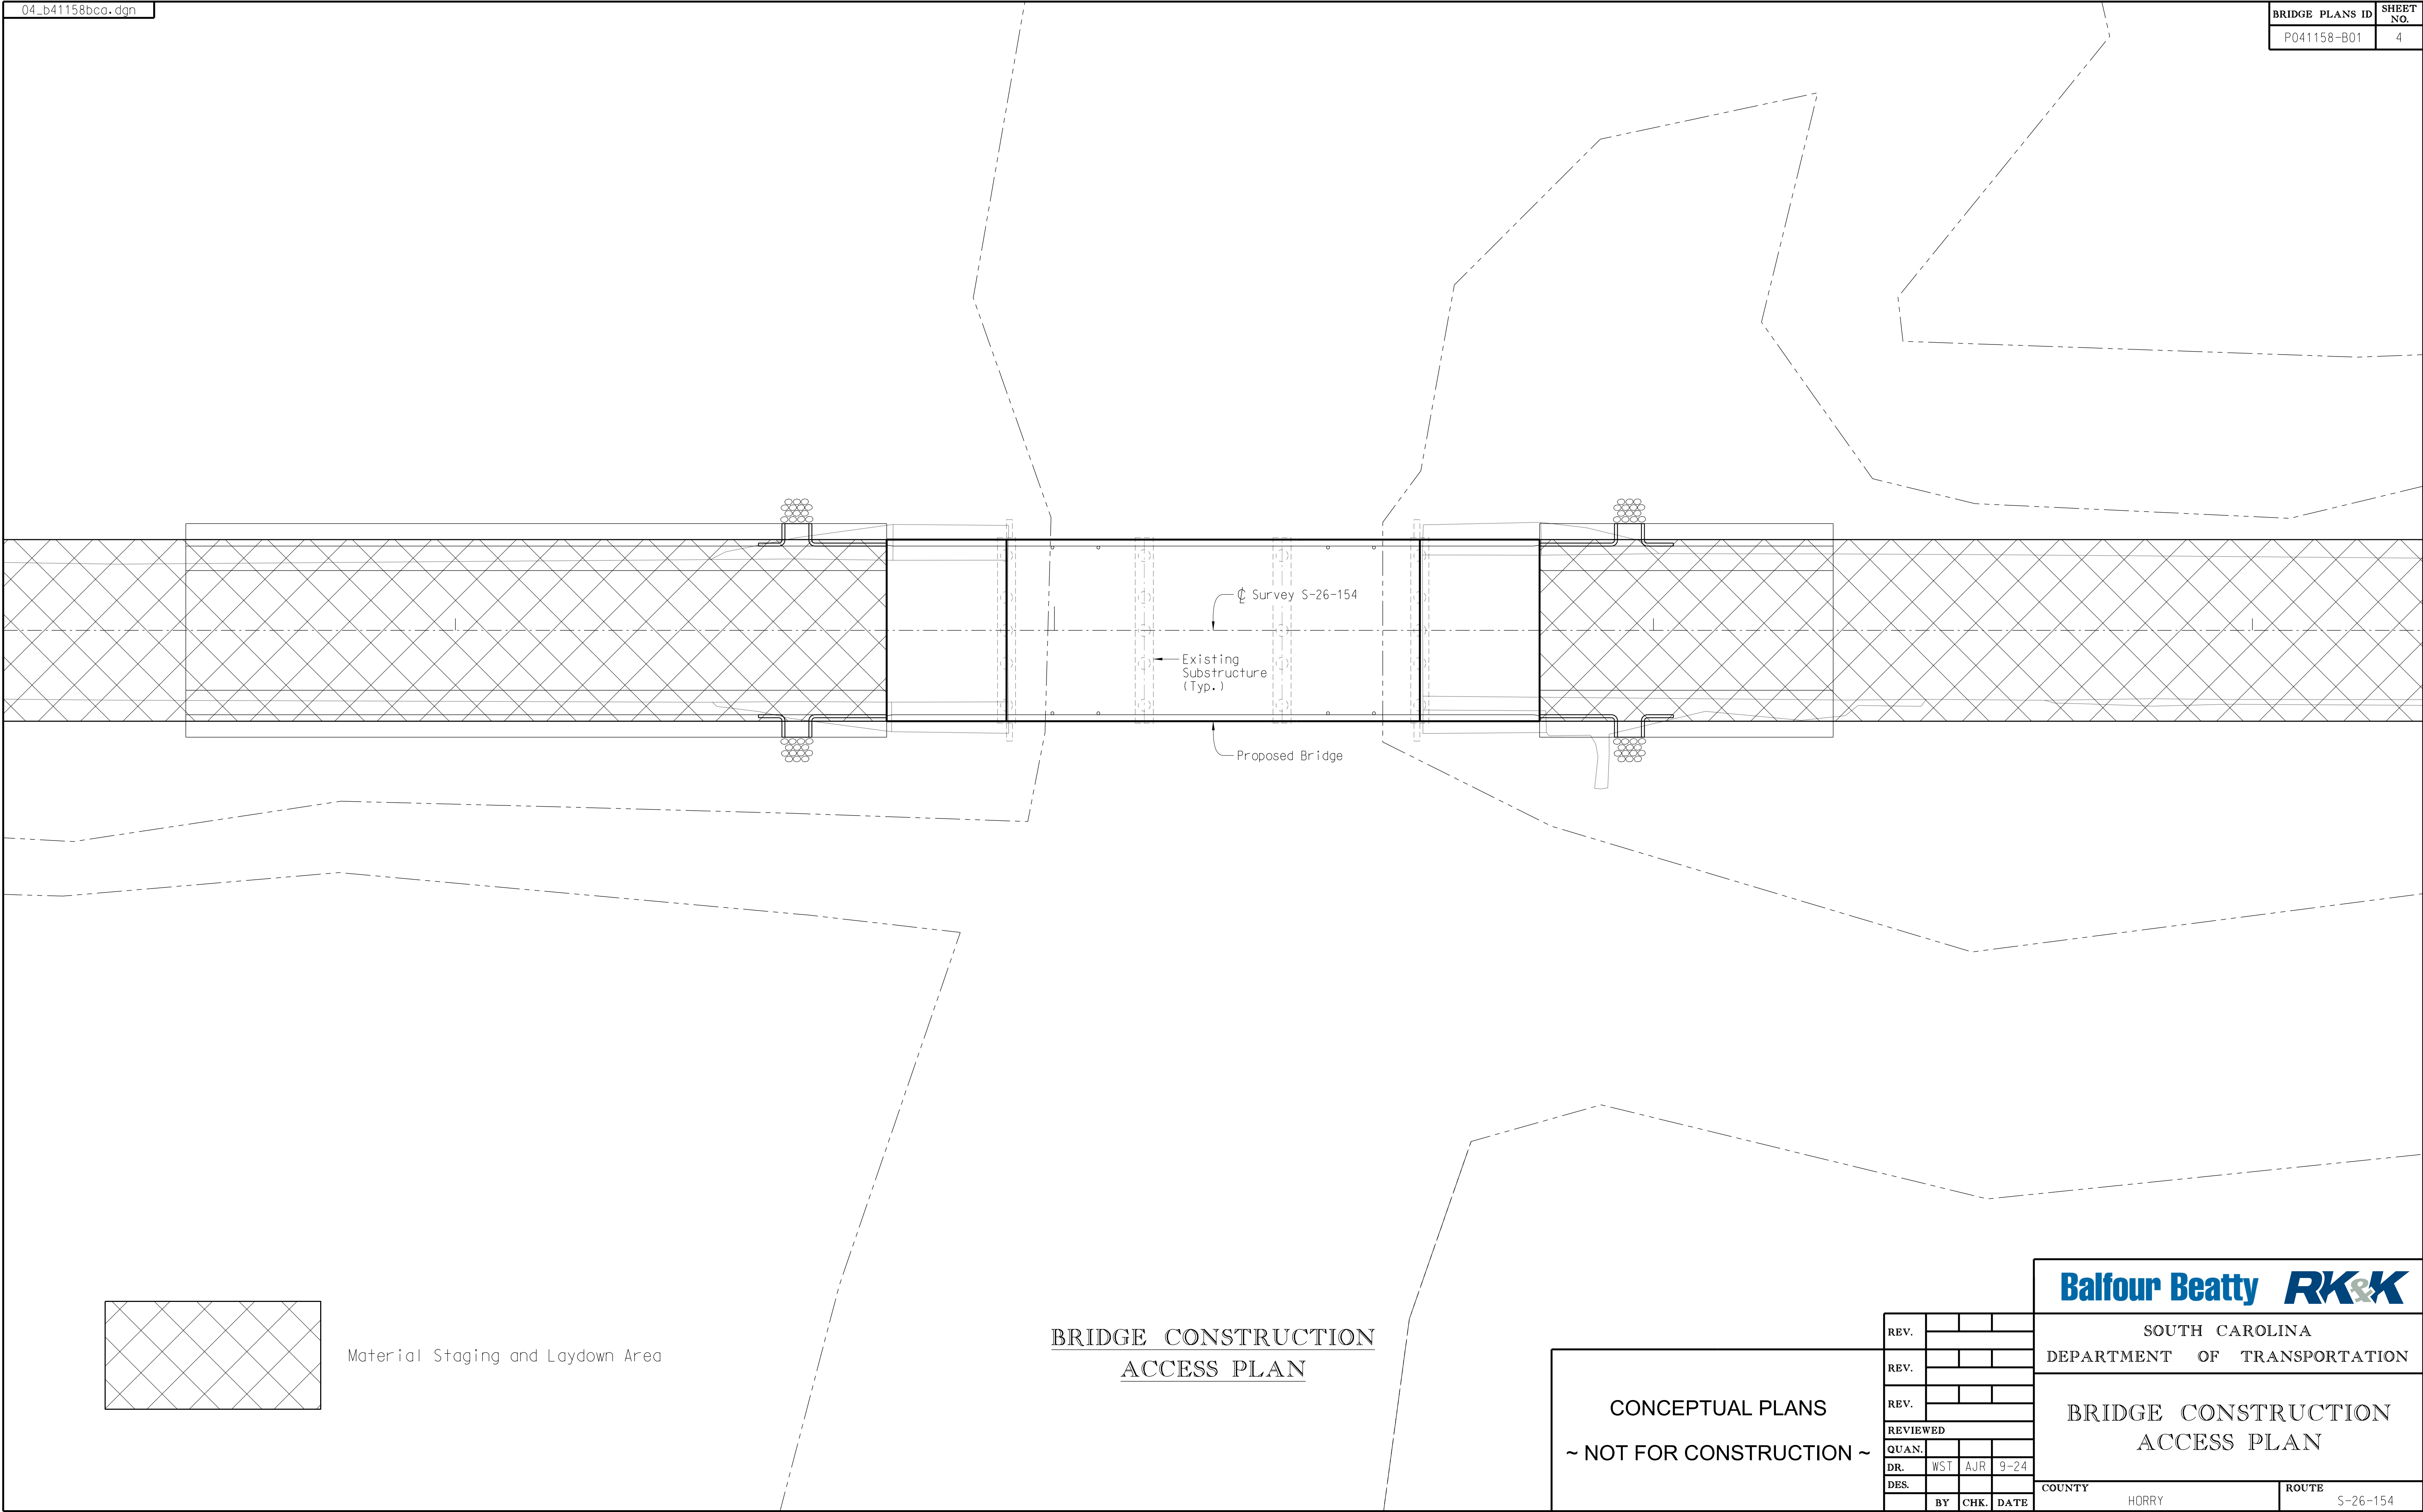 04_b41158bca.dgn
BRIDGE PLANS ID
SHEET NO.
P041158-B01
4
℄ Survey S-26-154
Existing
Substructure
(Typ.)
Proposed Bridge
Material Staging and Laydown Area
BRIDGE CONSTRUCTION
ACCESS PLAN
CONCEPTUAL PLANS
~ NOT FOR CONSTRUCTION ~
REV.
REV.
REV.
REVIEWED
QUAN.
DR. WST AJR 9-24
DES.
BY CHK. DATE
Balfour Beatty RK&K
SOUTH CAROLINA
DEPARTMENT OF TRANSPORTATION
BRIDGE CONSTRUCTION
ACCESS PLAN
COUNTY
HORRY
ROUTE
S-26-154